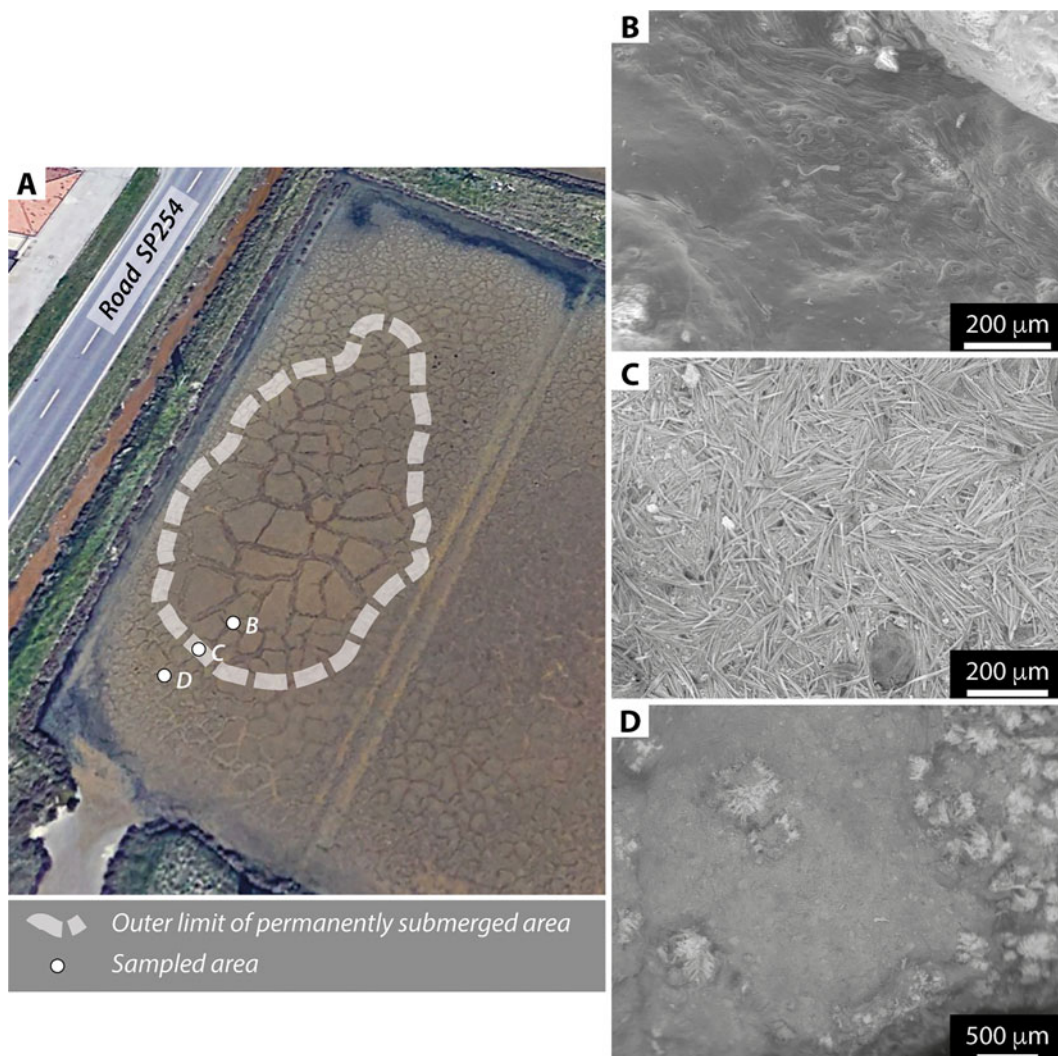 A
Road SP254
B
C
D
Outer limit of permanently submerged area
Sampled area
B
200 μm
C
200 μm
D
500 μm